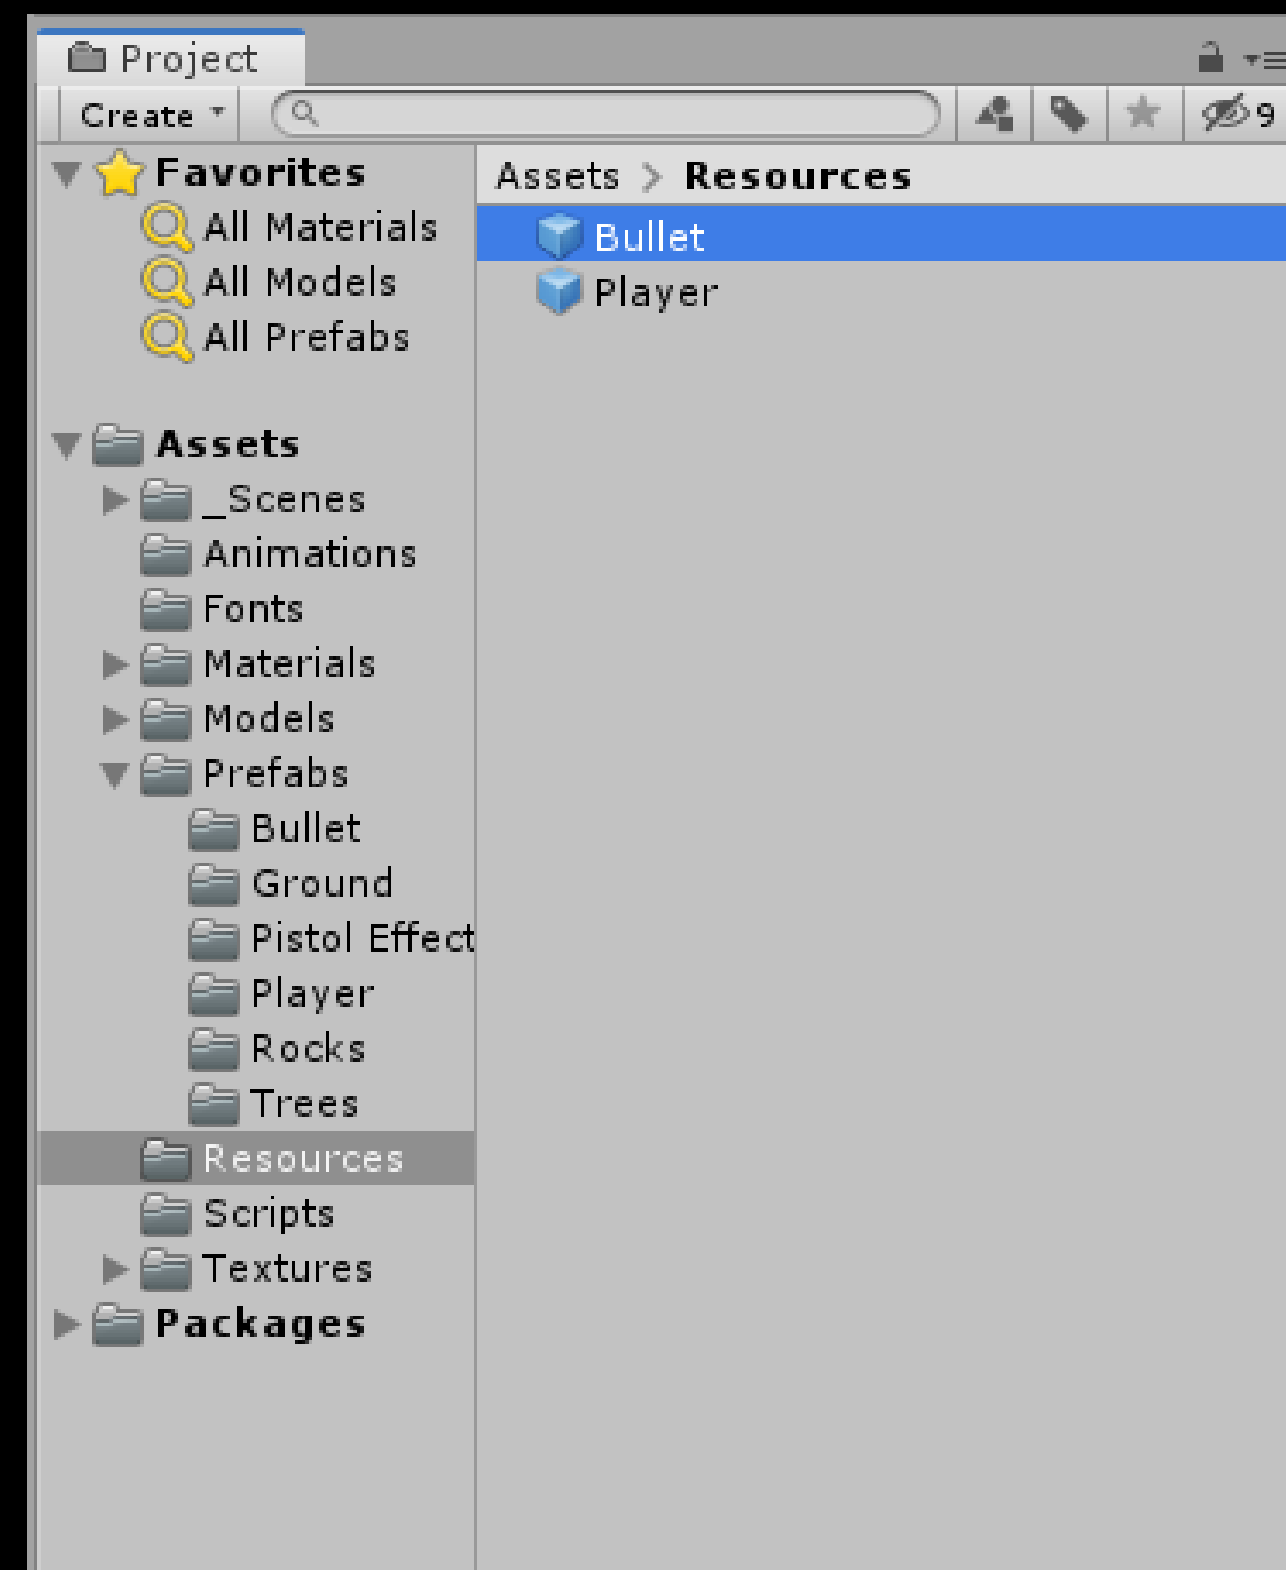 Project
Create
9
Favorites
All Materials
All Models
All Prefabs
Assets
_Scenes
Animations
Fonts
Materials
Models
Prefabs
Bullet
Ground
Pistol Effect
Player
Rocks
Trees
Resources
Scripts
Textures
Packages
Assets > Resources
Bullet
Player